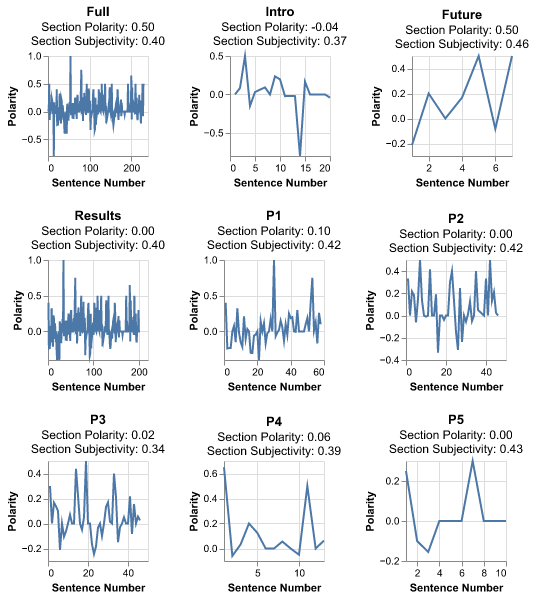 Full
Section Polarity: 0.50
Section Subjectivity: 0.40
1.0
0.5
0.0
−0.5
Polarity
0 100 200
Sentence Number
Intro
Section Polarity: -0.04
Section Subjectivity: 0.37
0.5
0.0
−0.5
Polarity
0 5 10 15 20
Sentence Number
Future
Section Polarity: 0.50
Section Subjectivity: 0.46
0.4
0.2
0.0
−0.2
Polarity
2 4 6
Sentence Number
Results
Section Polarity: 0.00
Section Subjectivity: 0.40
1.0
0.5
0.0
Polarity
0 100 200
Sentence Number
P1
Section Polarity: 0.10
Section Subjectivity: 0.42
1.0
0.5
0.0
Polarity
0 20 40 60
Sentence Number
P2
Section Polarity: 0.00
Section Subjectivity: 0.42
0.4
0.2
0.0
−0.2
−0.4
Polarity
0 20 40
Sentence Number
P3
Section Polarity: 0.02
Section Subjectivity: 0.34
0.4
0.2
0.0
−0.2
Polarity
0 20 40
Sentence Number
P4
Section Polarity: 0.06
Section Subjectivity: 0.39
0.6
0.4
0.2
0.0
Polarity
5 10
Sentence Number
P5
Section Polarity: 0.00
Section Subjectivity: 0.43
0.2
0.0
−0.2
Polarity
2 4 6 8 10
Sentence Number